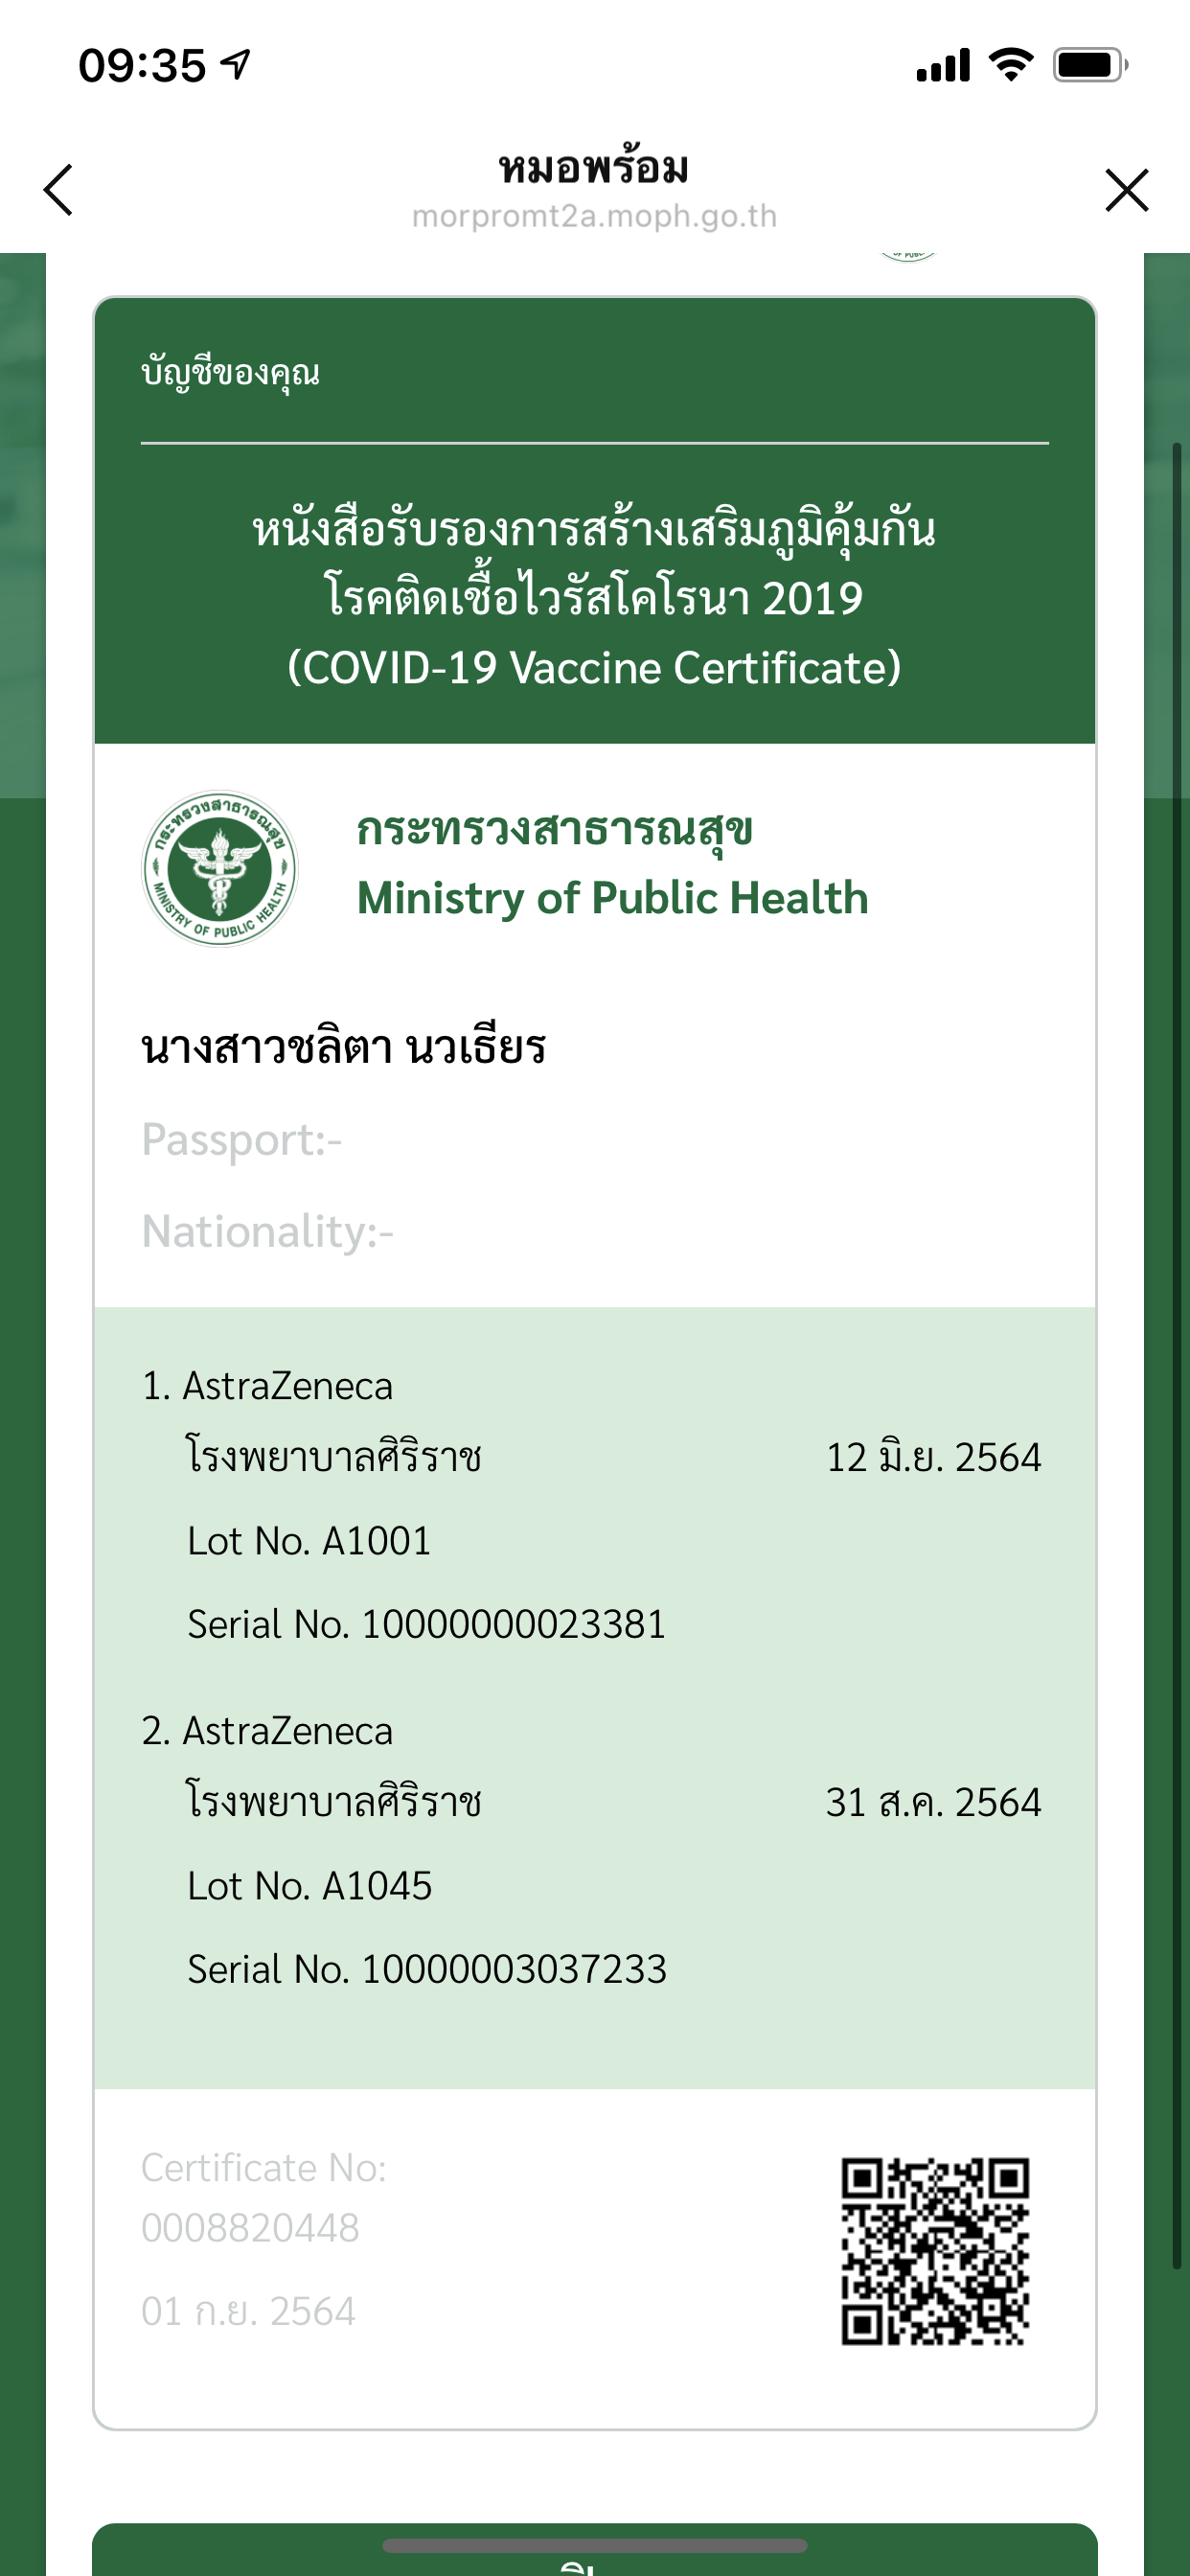 09:35
หมอพร้อม
morpromt2a.moph.go.th
OF PUBLIC
บัญชีของคุณ
หนังสือรับรองการสร้างเสริมภูมิคุ้มกัน
โรคติดเชื้อไวรัสโคโรนา 2019
(COVID-19 Vaccine Certificate)
กระทรวงสาธารณสุข
MINISTRY OF PUBLIC HEALTH
กระทรวงสาธารณสุข
Ministry of Public Health
นางสาวชลิตา นวเธียร
Passport:-
Nationality:-
1. AstraZeneca
โรงพยาบาลศิริราช 12 มิ.ย. 2564
Lot No. A1001
Serial No. 10000000023381
2. AstraZeneca
โรงพยาบาลศิริราช 31 ส.ค. 2564
Lot No. A1045
Serial No. 10000003037233
Certificate No:
0008820448
01 ก.ย. 2564